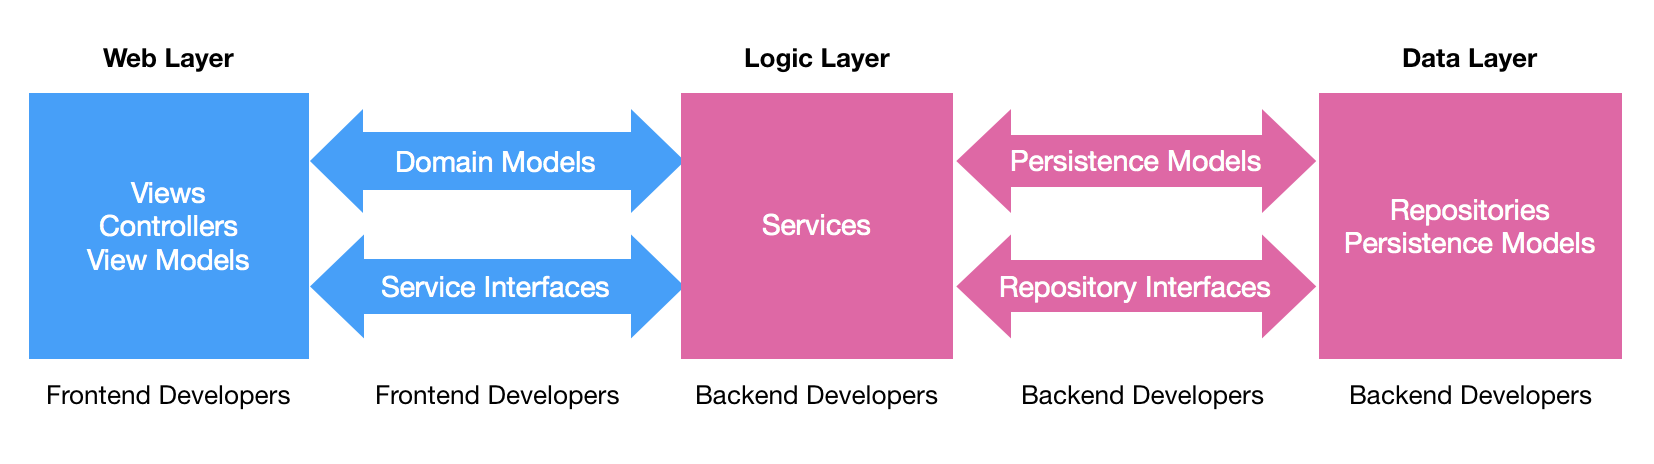 Web Layer
Logic Layer
Data Layer
Views
Controllers
View Models
Domain Models
Service Interfaces
Services
Persistence Models
Repository Interfaces
Repositories
Persistence Models
Frontend Developers
Frontend Developers
Backend Developers
Backend Developers
Backend Developers